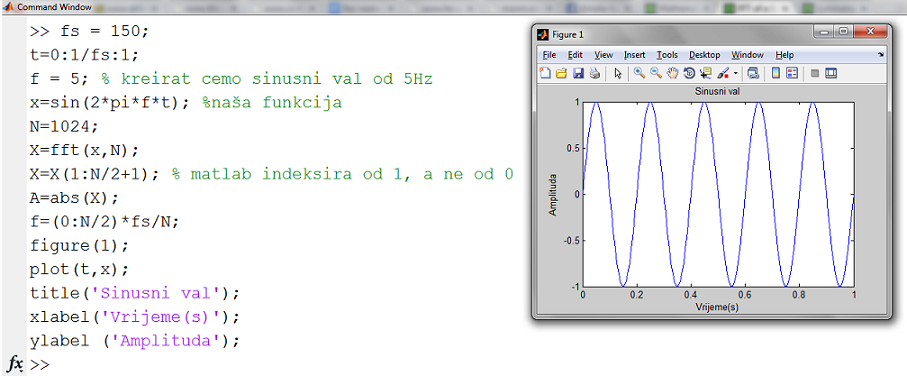 Command Window
>> fs = 150;
t=0:1/fs:1;
f = 5; % kreirat cemo sinusni val od 5Hz
x=sin(2*pi*f*t); %naša funkcija
N=1024;
X=fft(x,N);
X=X(1:N/2+1); % matlab indeksira od 1, a ne od 0
A=abs(X);
f=(0:N/2)*fs/N;
figure(1);
plot(t,x);
title('Sinusni val');
xlabel('Vrijeme(s)');
ylabel ('Amplituda');
fx >>
Figure 1
File Edit View Insert Tools Desktop Window Help
Sinusni val
1
0.5
0
-0.5
-1
Amplituda
0 0.2 0.4 0.6 0.8 1
Vrijeme(s)